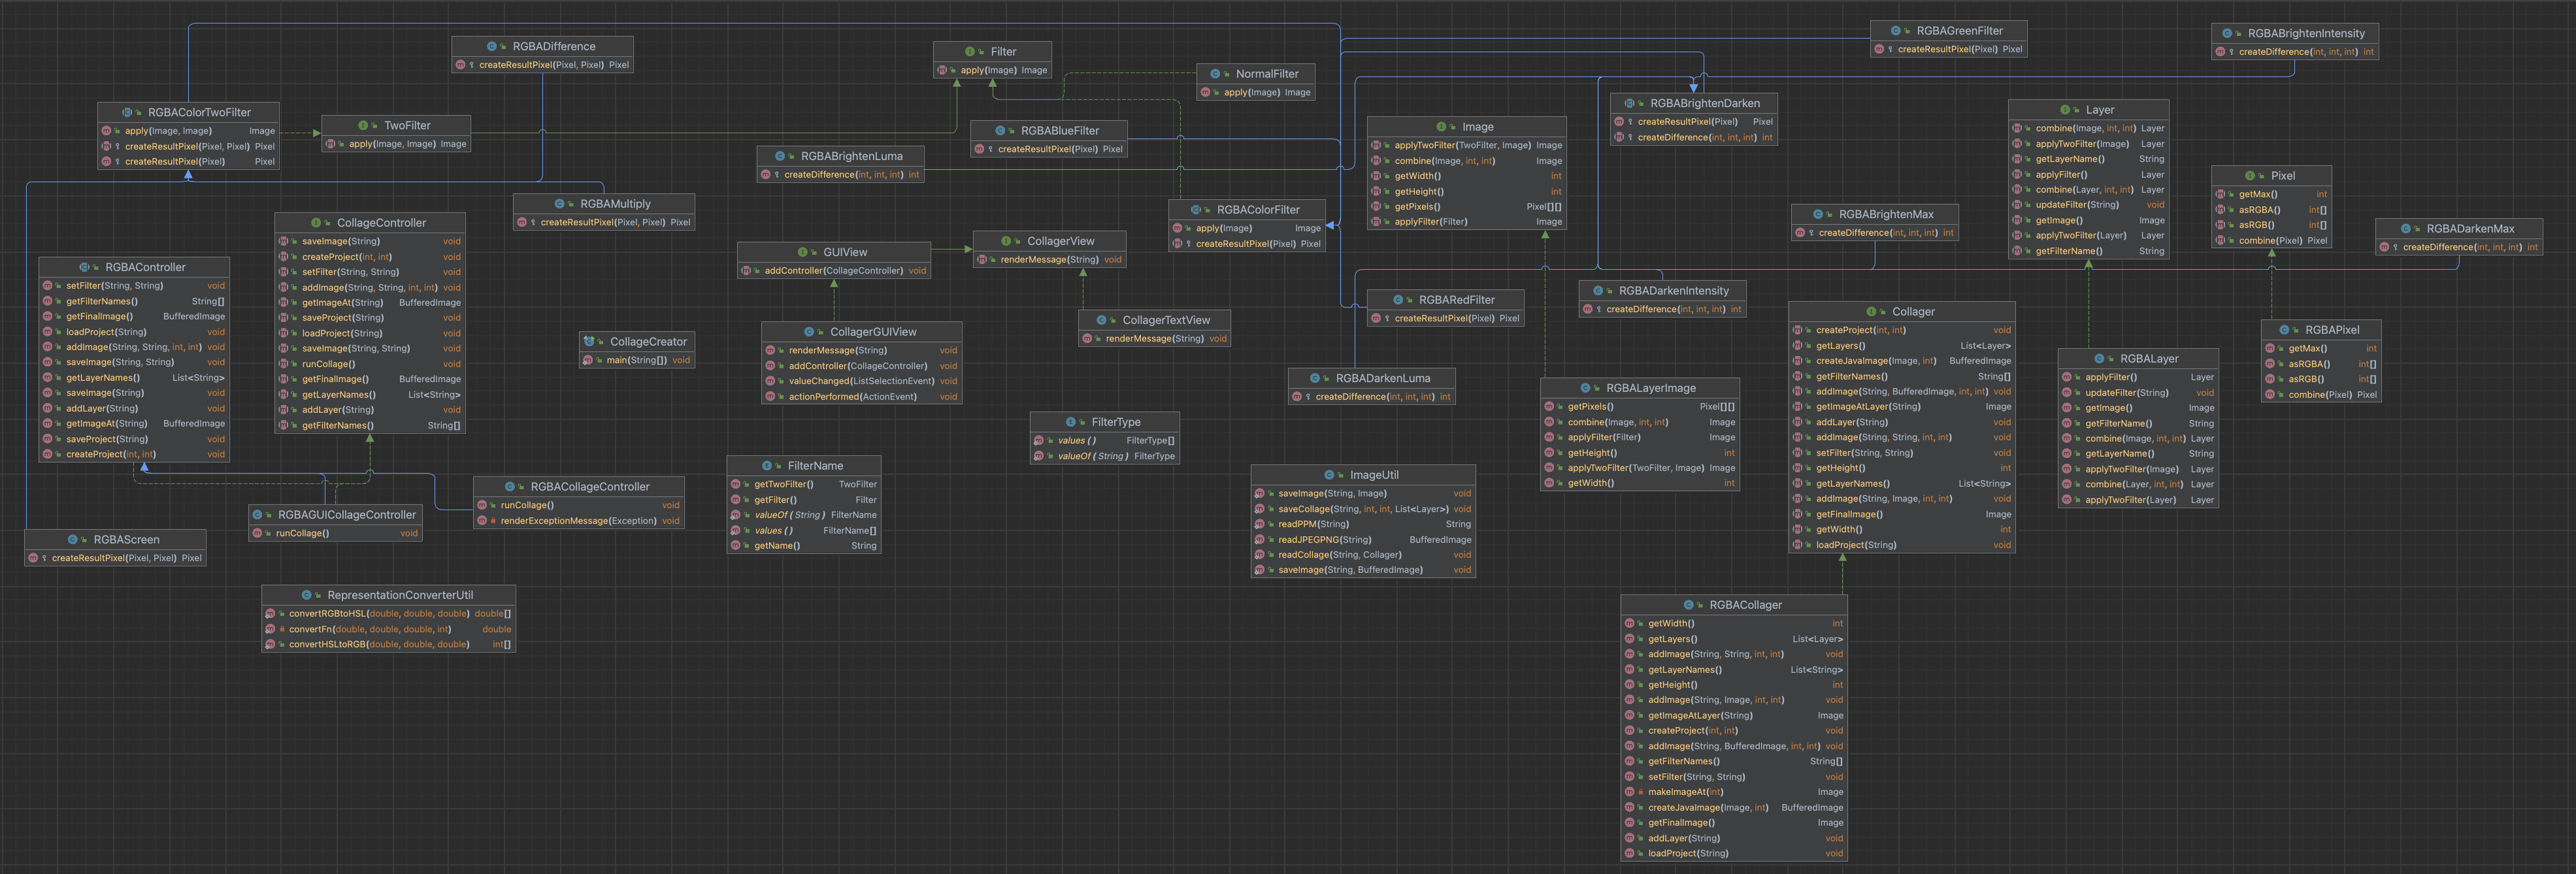 RGBADifference
createResultPixel(Pixel, Pixel) Pixel
Filter
apply(Image) Image
NormalFilter
apply(Image) Image
RGBAGreenFilter
createResultPixel(Pixel) Pixel
RGBABrightenIntensity
createDifference(int, int, int) int
RGBAColorTwoFilter
apply(Image, Image) Image
createResultPixel(Pixel, Pixel) Pixel
createResultPixel(Pixel) Pixel
TwoFilter
apply(Image, Image) Image
RGBABlueFilter
createResultPixel(Pixel) Pixel
RGBABrightenLuma
createDifference(int, int, int) int
Image
applyTwoFilter(TwoFilter, Image) Image
combine(Image, int, int) Image
getWidth() int
getHeight() int
getPixels() Pixel[][]
applyFilter(Filter) Image
RGBABrightenDarken
createResultPixel(Pixel) Pixel
createDifference(int, int, int) int
Layer
combine(Image, int, int) Layer
applyTwoFilter(Image) Layer
getLayerName() String
applyFilter() Layer
combine(Layer, int, int) Layer
updateFilter(String) void
getImage() Image
applyTwoFilter(Layer) Layer
getFilterName() String
Pixel
getMax() int
asRGBA() int[]
asRGB() int[]
combine(Pixel) Pixel
RGBAMultiply
createResultPixel(Pixel, Pixel) Pixel
RGBAColorFilter
apply(Image) Image
createResultPixel(Pixel) Pixel
RGBABrightenMax
createDifference(int, int, int) int
RGBADarkenMax
createDifference(int, int, int) int
CollageController
saveImage(String) void
createProject(int, int) void
setFilter(String, String) void
addImage(String, String, int, int) void
getImageAt(String) BufferedImage
saveProject(String) void
loadProject(String) void
saveImage(String, String) void
runCollage() void
getFinalImage() BufferedImage
getLayerNames() List<String>
addLayer(String) void
getFilterNames() String[]
GUIView
addController(CollageController) void
CollagerView
renderMessage(String) void
RGBAController
setFilter(String, String) void
getFilterNames() String[]
getFinalImage() BufferedImage
loadProject(String) void
addImage(String, String, int, int) void
saveImage(String, String) void
getLayerNames() List<String>
saveImage(String) void
addLayer(String) void
getImageAt(String) BufferedImage
saveProject(String) void
createProject(int, int) void
RGBARedFilter
createResultPixel(Pixel) Pixel
RGBADarkenIntensity
createDifference(int, int, int) int
Collager
createProject(int, int) void
getLayers() List<Layer>
createJavaImage(Image, int) BufferedImage
getFilterNames() String[]
addImage(String, BufferedImage, int, int) void
getImageAtLayer(String) Image
addLayer(String) void
addImage(String, String, int, int) void
setFilter(String, String) void
getHeight() int
getLayerNames() List<String>
addImage(String, Image, int, int) void
getFinalImage() Image
getWidth() int
loadProject(String) void
CollageCreator
main(String[]) void
CollagerGUIView
renderMessage(String) void
addController(CollageController) void
valueChanged(ListSelectionEvent) void
actionPerformed(ActionEvent) void
CollagerTextView
renderMessage(String) void
RGBAPixel
getMax() int
asRGBA() int[]
asRGB() int[]
combine(Pixel) Pixel
RGBALayer
applyFilter() Layer
updateFilter(String) void
getImage() Image
getFilterName() String
combine(Image, int, int) Layer
getLayerName() String
applyTwoFilter(Image) Layer
combine(Layer, int, int) Layer
applyTwoFilter(Layer) Layer
RGBADarkenLuma
createDifference(int, int, int) int
RGBALayerImage
getPixels() Pixel[][]
combine(Image, int, int) Image
applyFilter(Filter) Image
getHeight() int
applyTwoFilter(TwoFilter, Image) Image
getWidth() int
FilterType
values() FilterType[]
valueOf(String) FilterType
FilterName
getTwoFilter() TwoFilter
getFilter() Filter
valueOf(String) FilterName
values() FilterName[]
getName() String
ImageUtil
saveImage(String, Image) void
saveCollage(String, int, int, List<Layer>) void
readPPM(String) String
readJPEGPNG(String) BufferedImage
readCollage(String, Collager) void
saveImage(String, BufferedImage) void
RGBACollageController
runCollage() void
renderExceptionMessage(Exception) void
RGBAGUICollageController
runCollage() void
RGBAScreen
createResultPixel(Pixel, Pixel) Pixel
RepresentationConverterUtil
convertRGBtoHSL(double, double, double) double[]
convertFn(double, double, double, int) double
convertHSLtoRGB(double, double, double) int[]
RGBACollager
getWidth() int
getLayers() List<Layer>
addImage(String, String, int, int) void
getLayerNames() List<String>
getHeight() int
addImage(String, Image, int, int) void
getImageAtLayer(String) Image
createProject(int, int) void
addImage(String, BufferedImage, int, int) void
getFilterNames() String[]
setFilter(String, String) void
makeImageAt(int) Image
createJavaImage(Image, int) BufferedImage
getFinalImage() Image
addLayer(String) void
loadProject(String) void